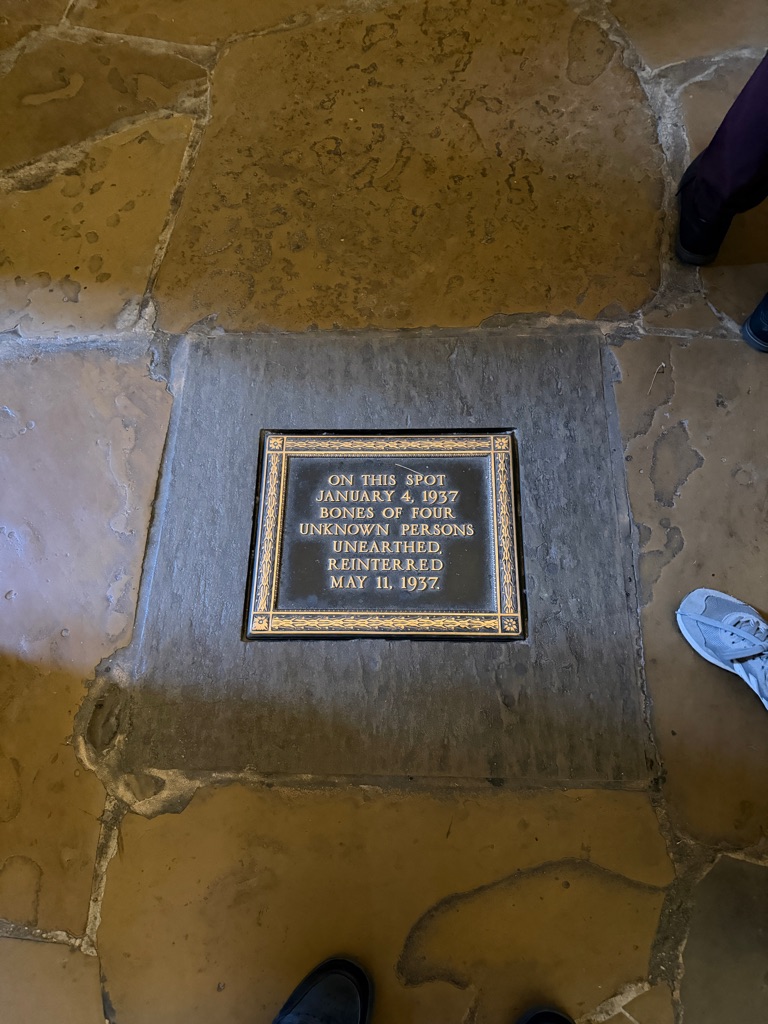 ON THIS SPOT
JANUARY 4, 1937
BONES OF FOUR
UNKNOWN PERSONS
UNEARTHED,
REINTERRED
MAY 11, 1937.